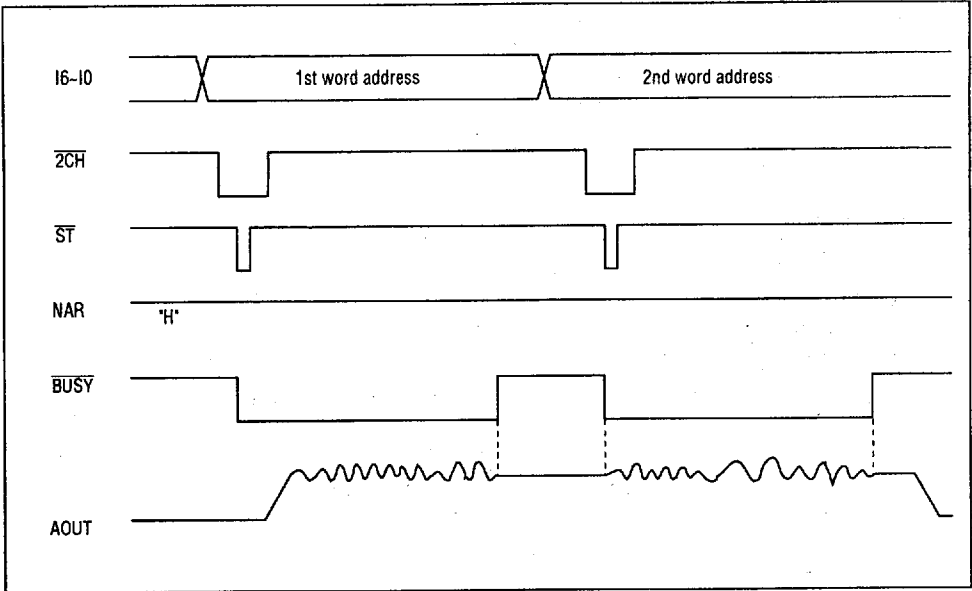 I6~I0 1st word address 2nd word address
2CH
ST
NAR "H"
BUSY
AOUT